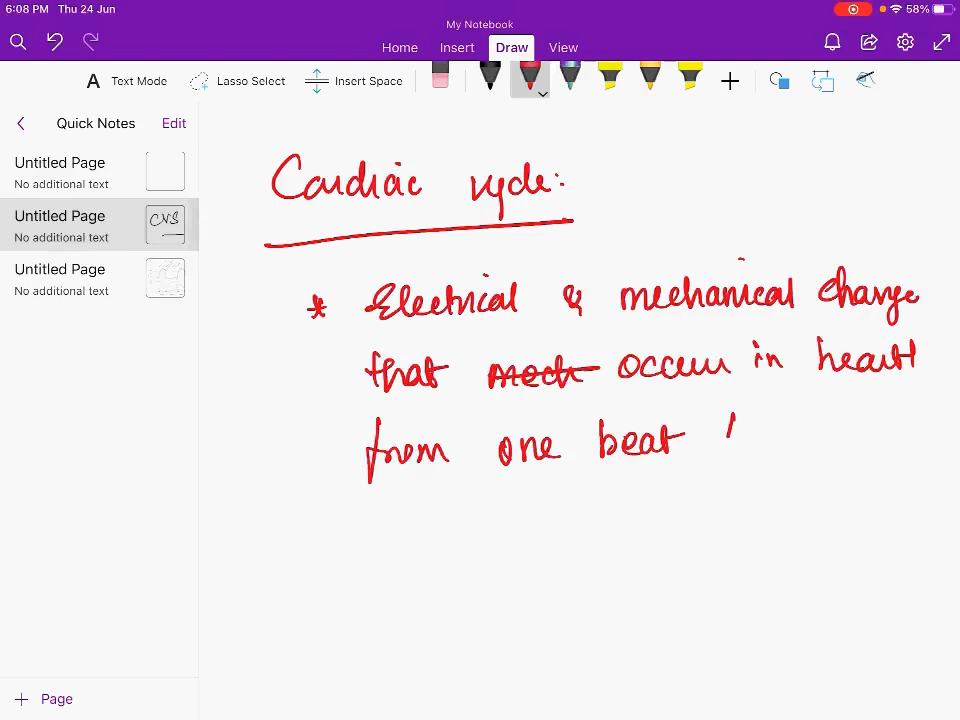 6:08 PM Thu 24 Jun
58%
My Notebook
Home Insert Draw View
Text Mode Lasso Select Insert Space
Quick Notes Edit
Untitled Page
No additional text
Untitled Page
No additional text
CNS
Untitled Page
No additional text
Cardiac cycle:
* Electrical & mechanical change
that mech occur in heart
from one beat
+ Page